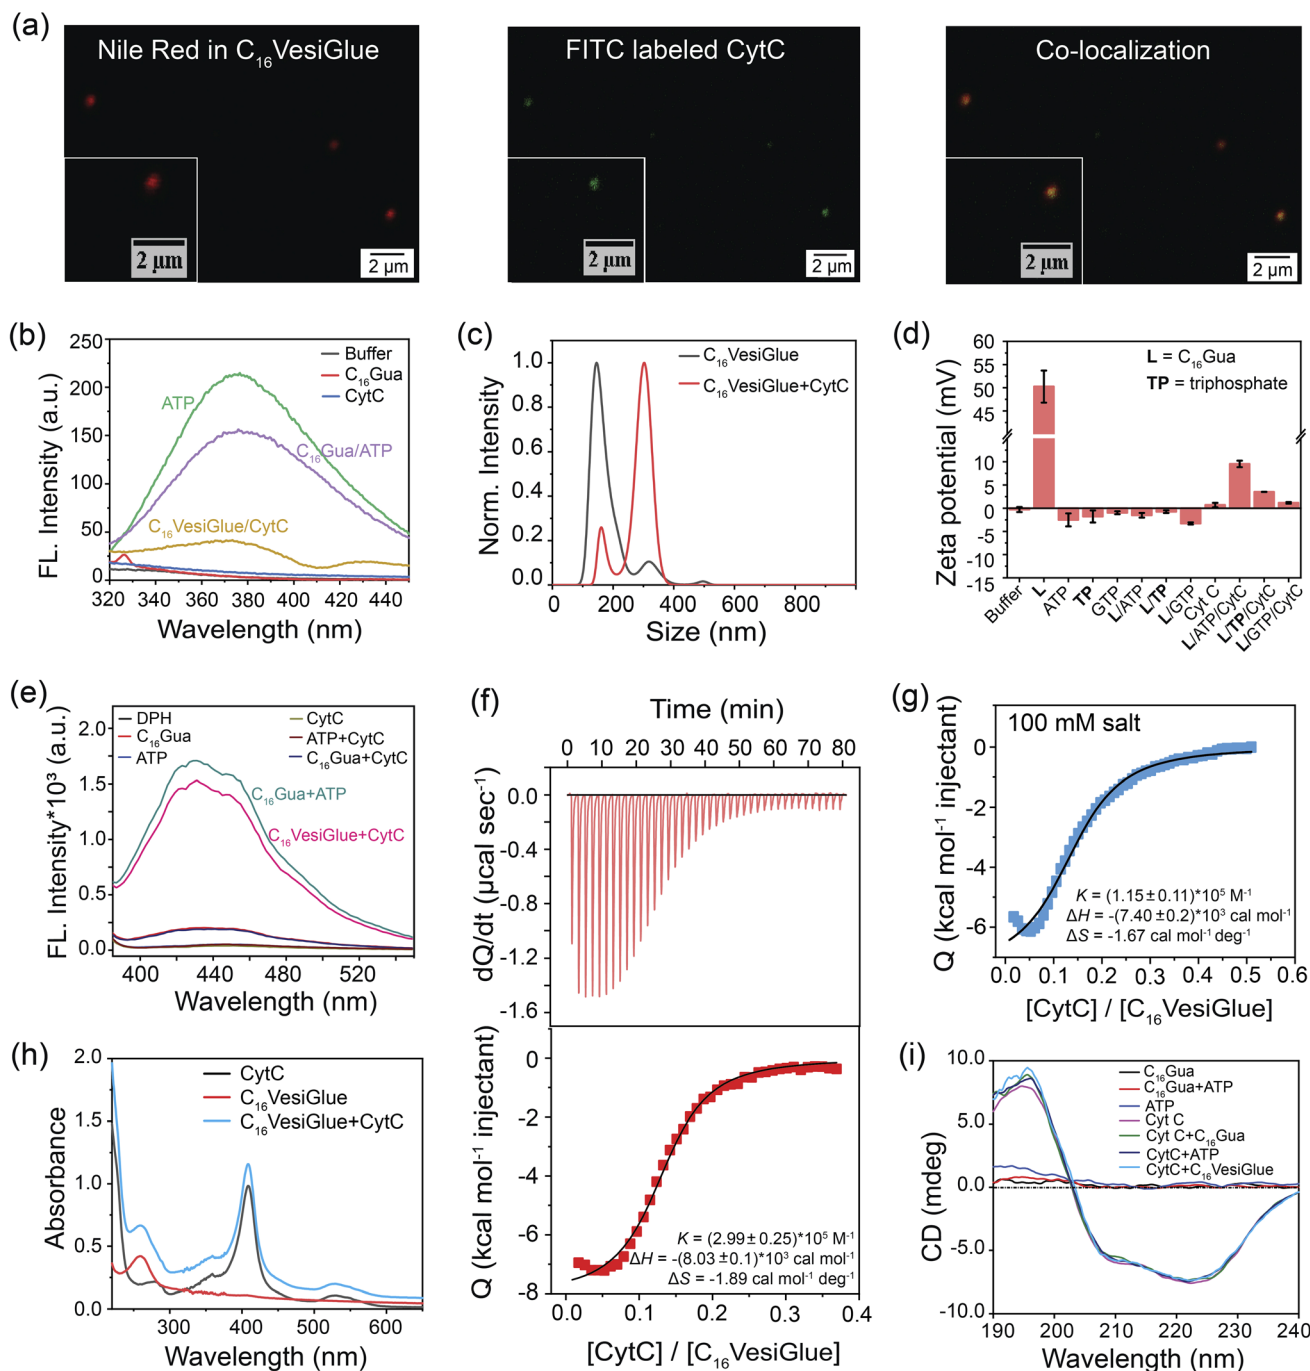 (a)
Nile Red in C₁₆VesiGlue
FITC labeled CytC
Co-localization
2 µm
2 µm
2 µm
2 µm
2 µm
2 µm
(b)
250
200
150
100
50
0
FL. Intensity (a.u.)
Buffer
C₁₆Gua
CytC
ATP
C₁₆Gua/ATP
C₁₆VesiGlue/CytC
320 340 360 380 400 420 440
Wavelength (nm)
(c)
1.0
0.8
0.6
0.4
0.2
0.0
Norm. Intensity
C₁₆VesiGlue
C₁₆VesiGlue+CytC
0 200 400 600 800
Size (nm)
(d)
60
55
50
45
10
5
0
-5
-10
-15
Zeta potential (mV)
L = C₁₆Gua
TP = triphosphate
Buffer
L
ATP
TP
GTP
L/ATP
L/TP
L/GTP
Cyt C
L/ATP/CytC
L/TP/CytC
L/GTP/CytC
(e)
2.0
1.5
1.0
0.5
0.0
FL. Intensity*10³ (a.u.)
DPH
C₁₆Gua
ATP
CytC
ATP+CytC
C₁₆Gua+CytC
C₁₆Gua+ATP
C₁₆VesiGlue+CytC
400 440 480 520
Wavelength (nm)
(f)
Time (min)
0 10 20 30 40 50 60 70 80
0.0
-0.4
-0.8
-1.2
-1.6
dQ/dt (µcal sec⁻¹)
0
-2
-4
-6
-8
Q (kcal mol⁻¹ injectant)
K = (2.99±0.25)*10⁵ M⁻¹
ΔH = -(8.03±0.1)*10³ cal mol⁻¹
ΔS = -1.89 cal mol⁻¹ deg⁻¹
0.0 0.1 0.2 0.3 0.4
[CytC] / [C₁₆VesiGlue]
(g)
100 mM salt
0
-2
-4
-6
Q (kcal mol⁻¹ injectant)
K = (1.15±0.11)*10⁵ M⁻¹
ΔH = -(7.40±0.2)*10³ cal mol⁻¹
ΔS = -1.67 cal mol⁻¹ deg⁻¹
0.0 0.1 0.2 0.3 0.4 0.5 0.6
[CytC] / [C₁₆VesiGlue]
(h)
2.0
1.5
1.0
0.5
0.0
Absorbance
CytC
C₁₆VesiGlue
C₁₆VesiGlue+CytC
300 400 500 600
Wavelength (nm)
(i)
10.0
5.0
0.0
-5.0
-10.0
CD (mdeg)
C₁₆Gua
C₁₆Gua+ATP
ATP
Cyt C
Cyt C+C₁₆Gua
CytC+ATP
CytC+C₁₆VesiGlue
190 200 210 220 230 240
Wavelength (nm)